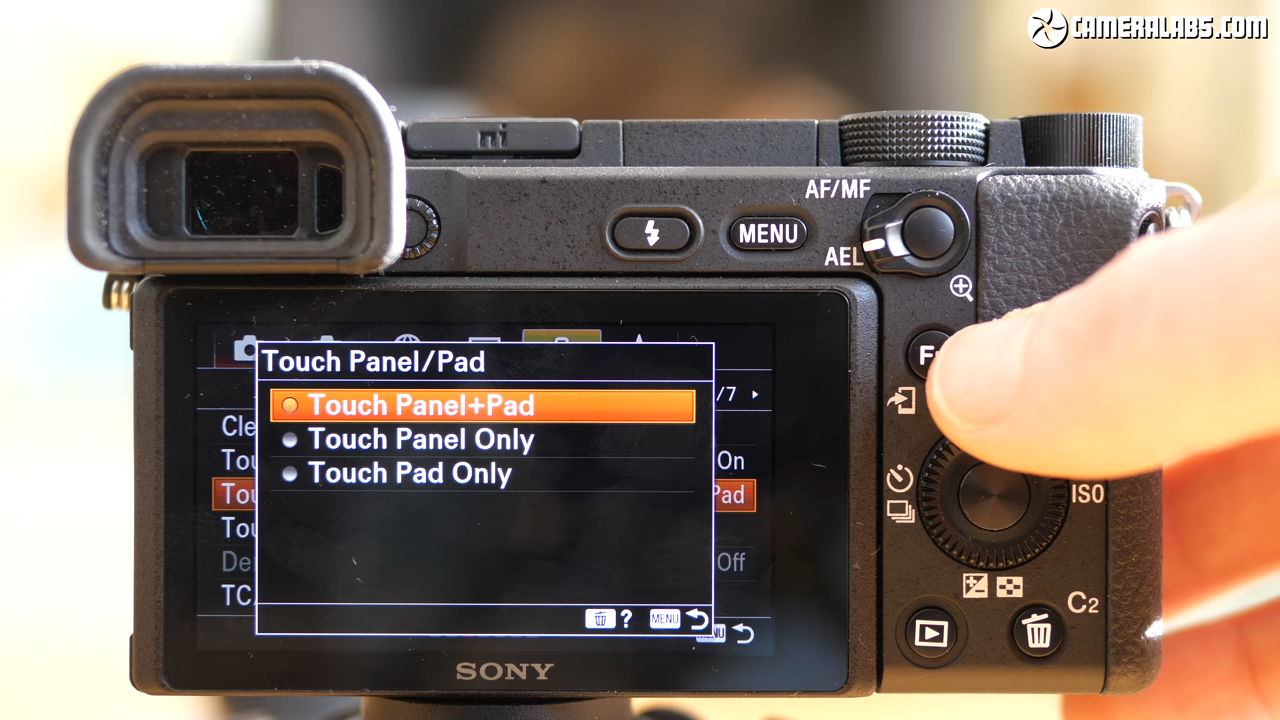 CAMERALABS.COM
AF/MF
MENU
AEL
Touch Panel/Pad
/7
Touch Panel+Pad
Cle
Touch Panel Only
Tou
On
Touch Pad Only
Tou
Pad
Tou
De
Off
TC
? MENU
SONY
ISO
C2